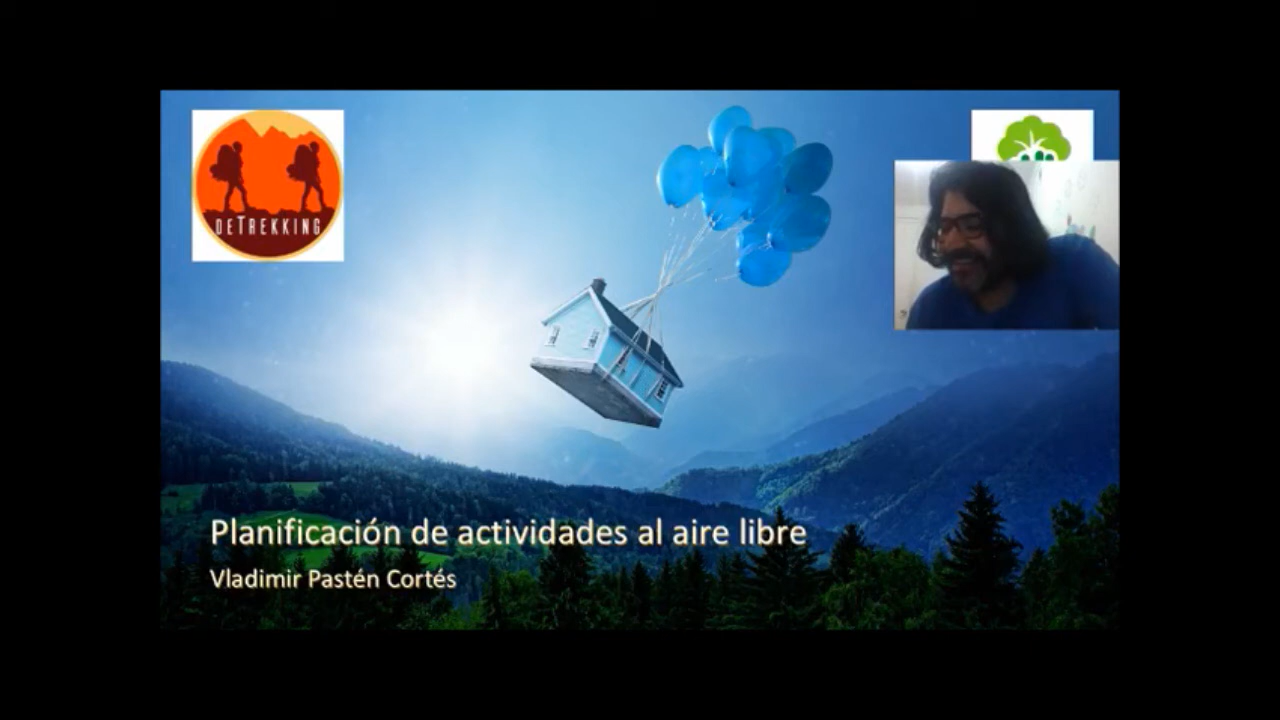 DETREKKING
Planificación de actividades al aire libre
Vladimir Pastén Cortés